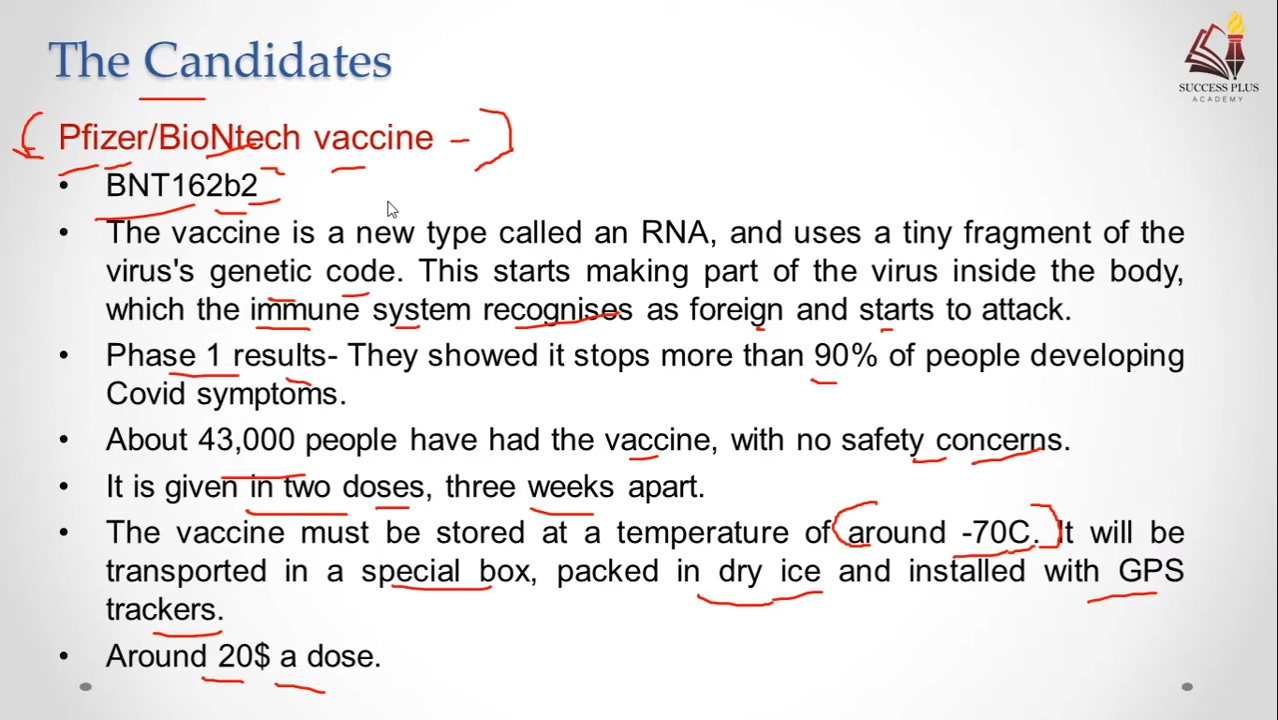 The Candidates
SUCCESS PLUS
ACADEMY
Pfizer/BioNtech vaccine -
• BNT162b2
• The vaccine is a new type called an RNA, and uses a tiny fragment of the
virus's genetic code. This starts making part of the virus inside the body,
which the immune system recognises as foreign and starts to attack.
• Phase 1 results- They showed it stops more than 90% of people developing
Covid symptoms.
• About 43,000 people have had the vaccine, with no safety concerns.
• It is given in two doses, three weeks apart.
• The vaccine must be stored at a temperature of around -70C. It will be
transported in a special box, packed in dry ice and installed with GPS
trackers.
• Around 20$ a dose.